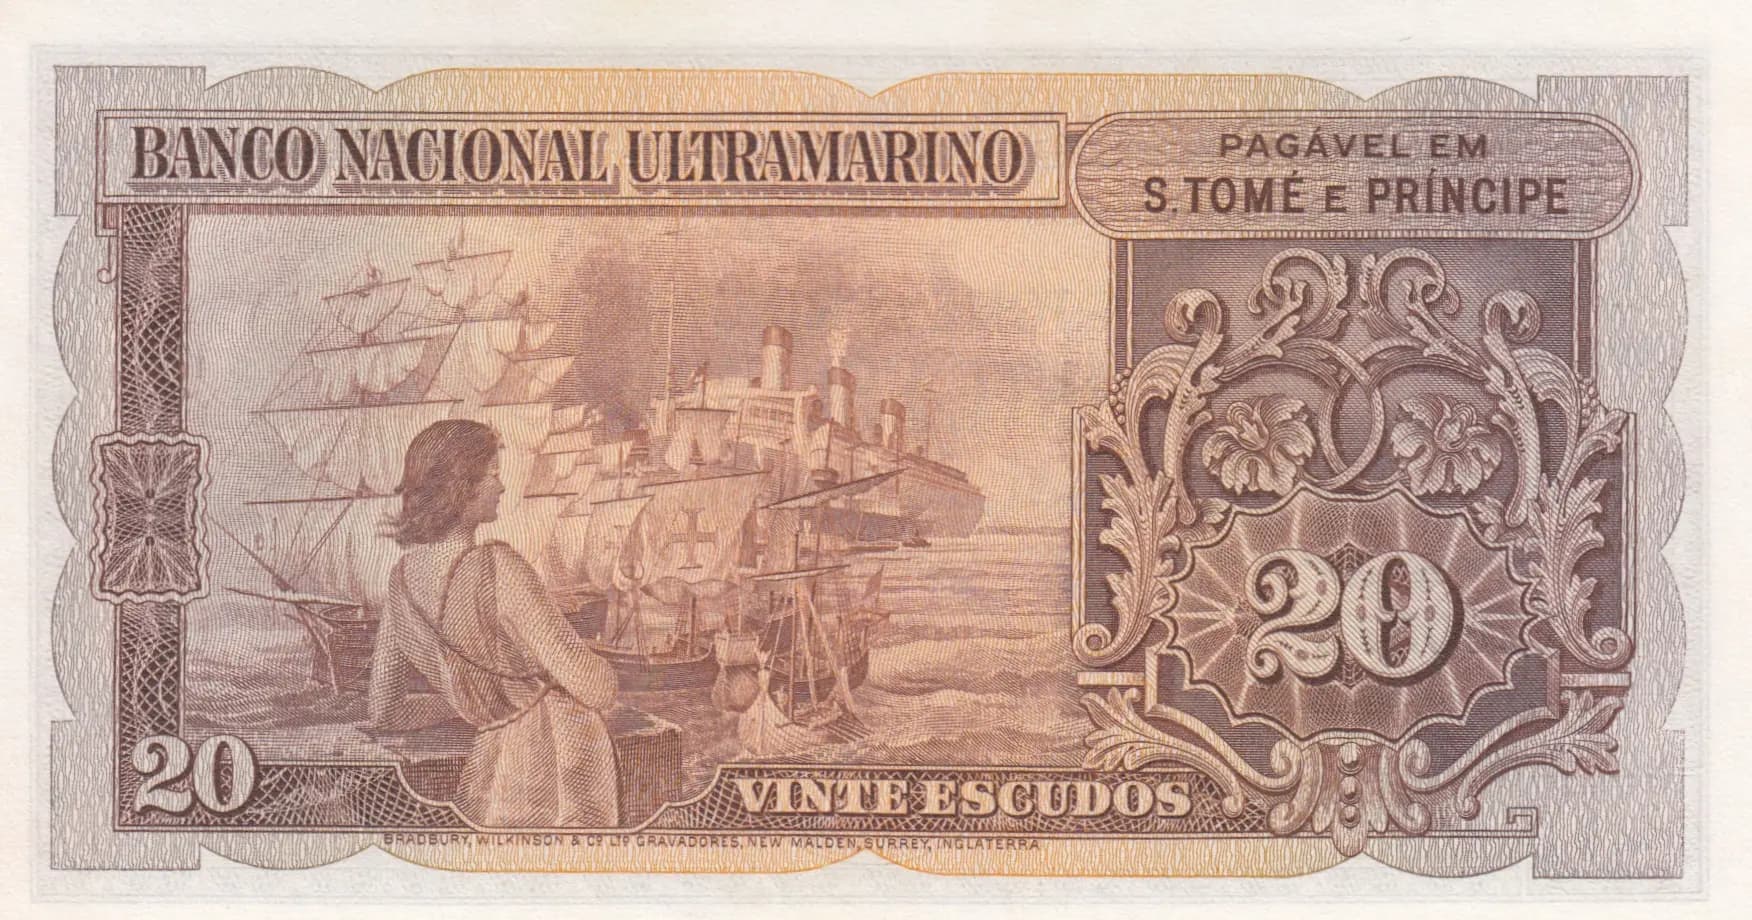 BANCO NACIONAL ULTRAMARINO
PAGÁVEL EM
S. TOMÉ E PRÍNCIPE
20
20
VINTE ESCUDOS
BRADBURY, WILKINSON & Cº LTº GRAVADORES, NEW MALDEN, SURREY, INGLATERRA